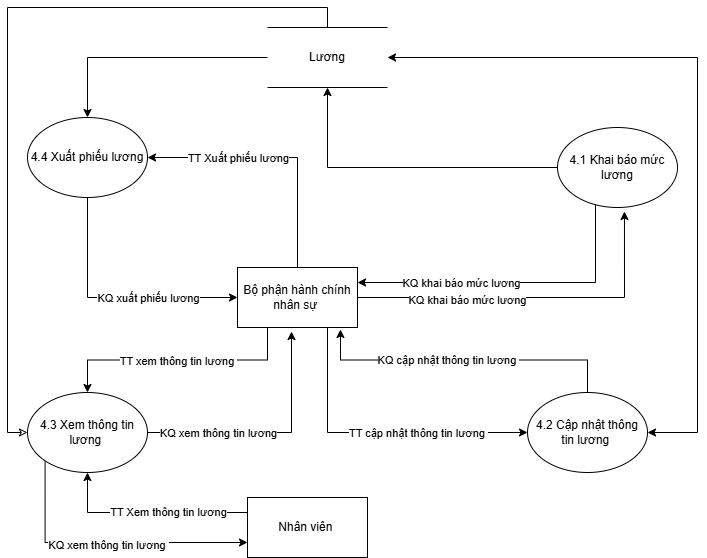 Lương
4.4 Xuất phiếu lương
TT Xuất phiếu lương
4.1 Khai báo mức
lương
KQ khai báo mức lương
KQ khai báo mức lương
Bộ phận hành chính
nhân sự
KQ xuất phiếu lương
TT xem thông tin lương
KQ cập nhật thông tin lương
4.3 Xem thông tin
lương
KQ xem thông tin lương
TT cập nhật thông tin lương
4.2 Cập nhật thông
tin lương
TT Xem thông tin lương
Nhân viên
KQ xem thông tin lương